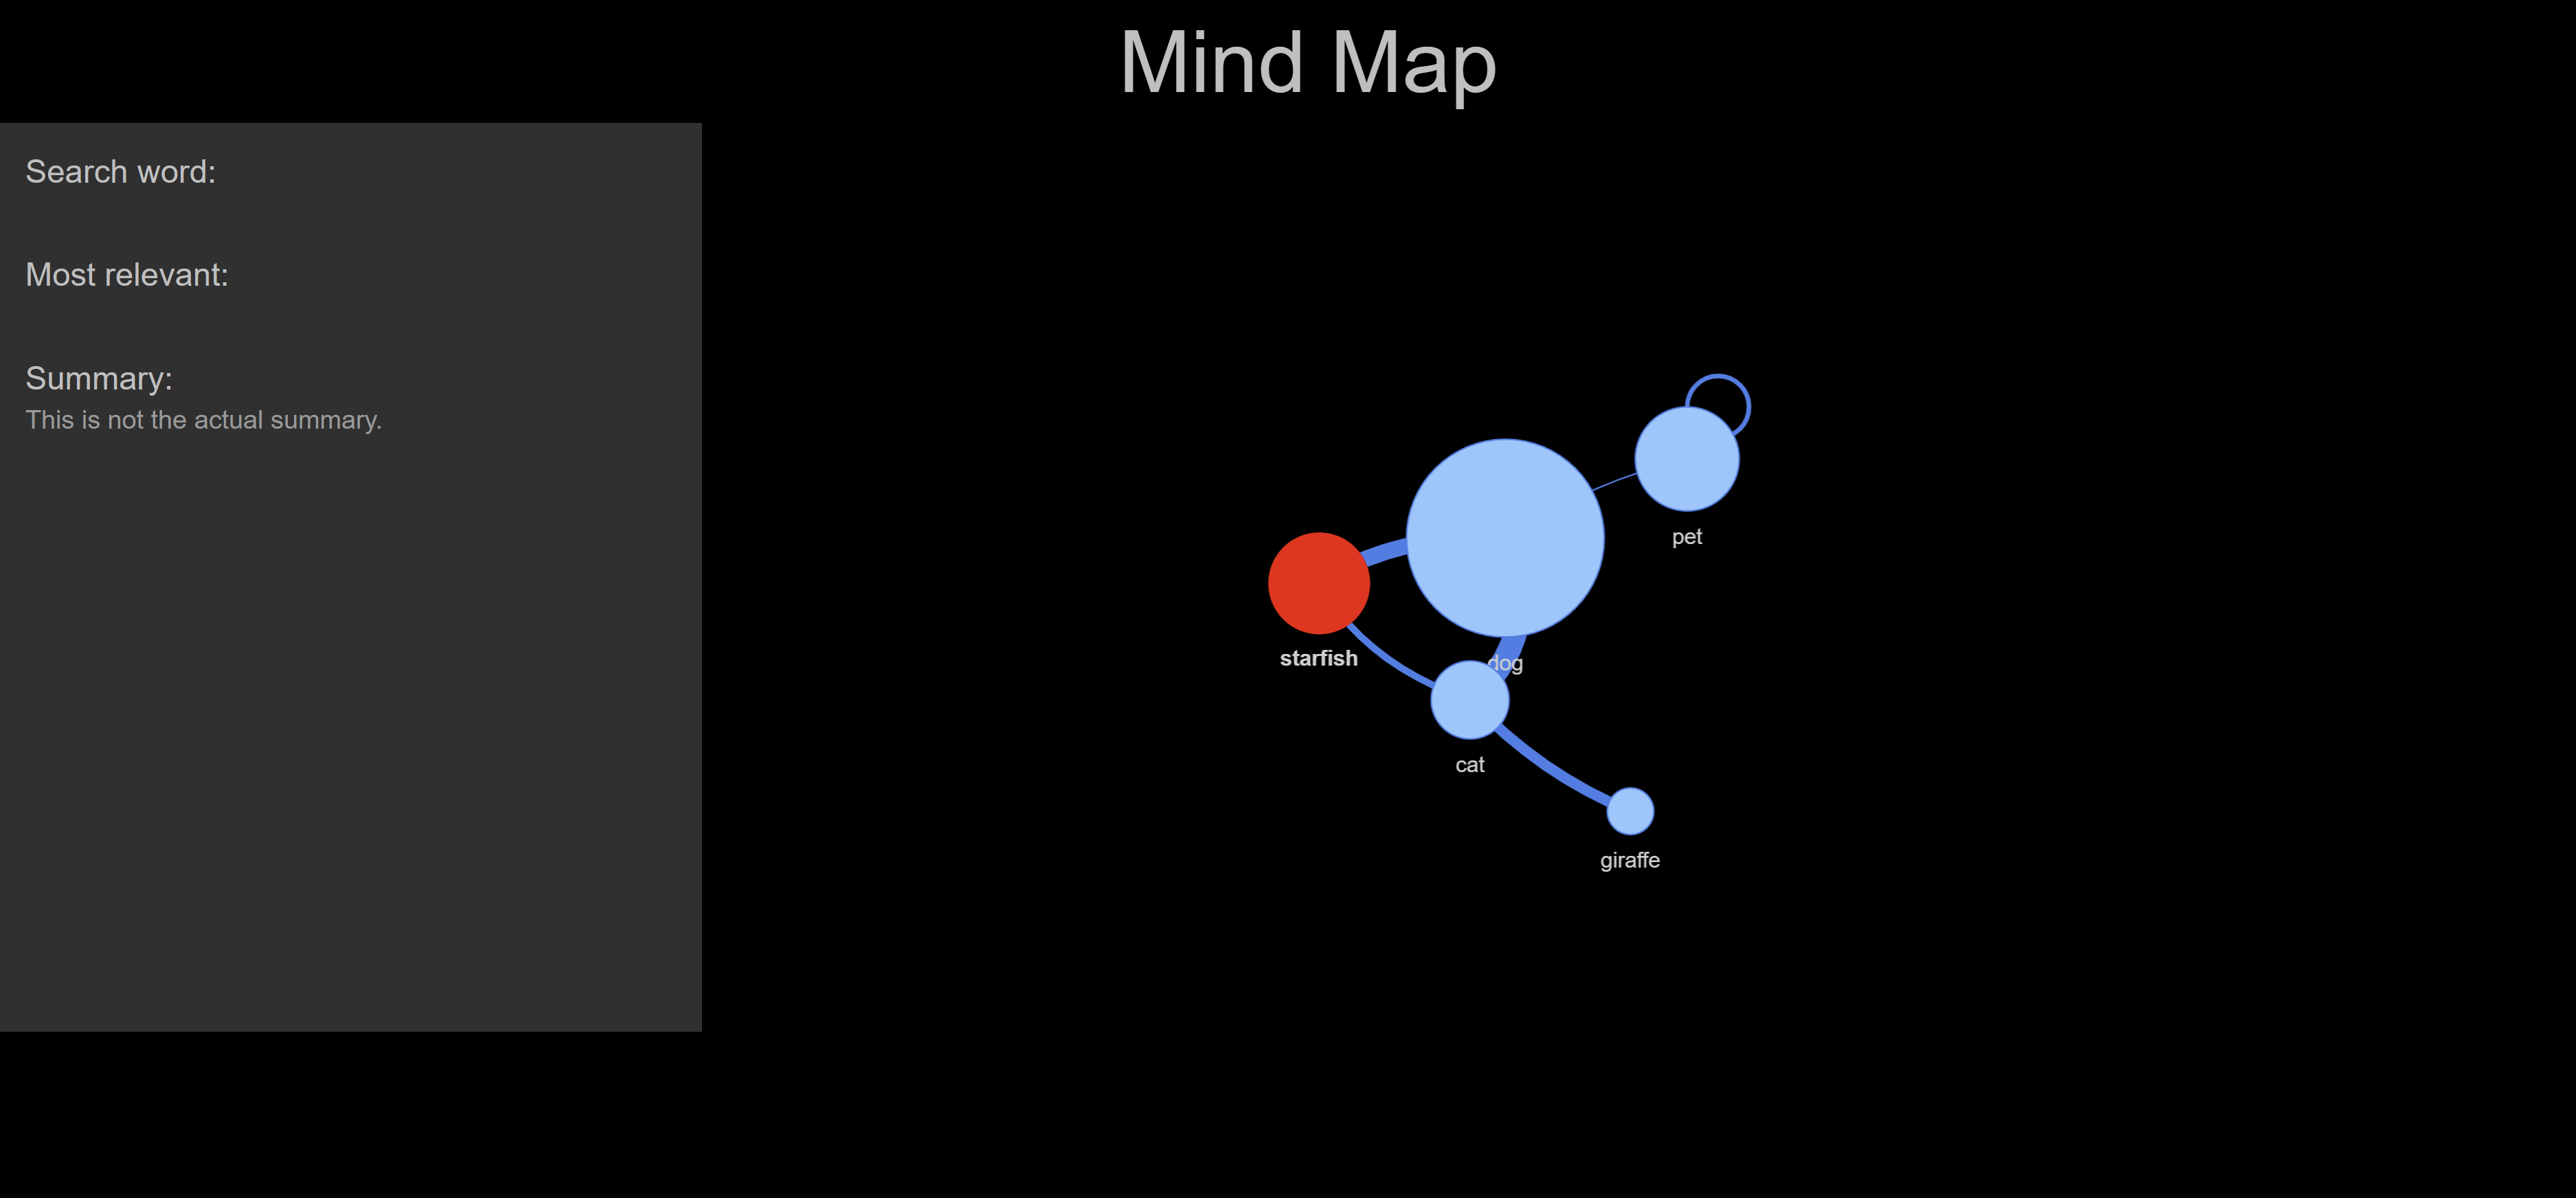 Mind Map
Search word:
Most relevant:
Summary:
This is not the actual summary.
pet
starfish
dog
cat
giraffe